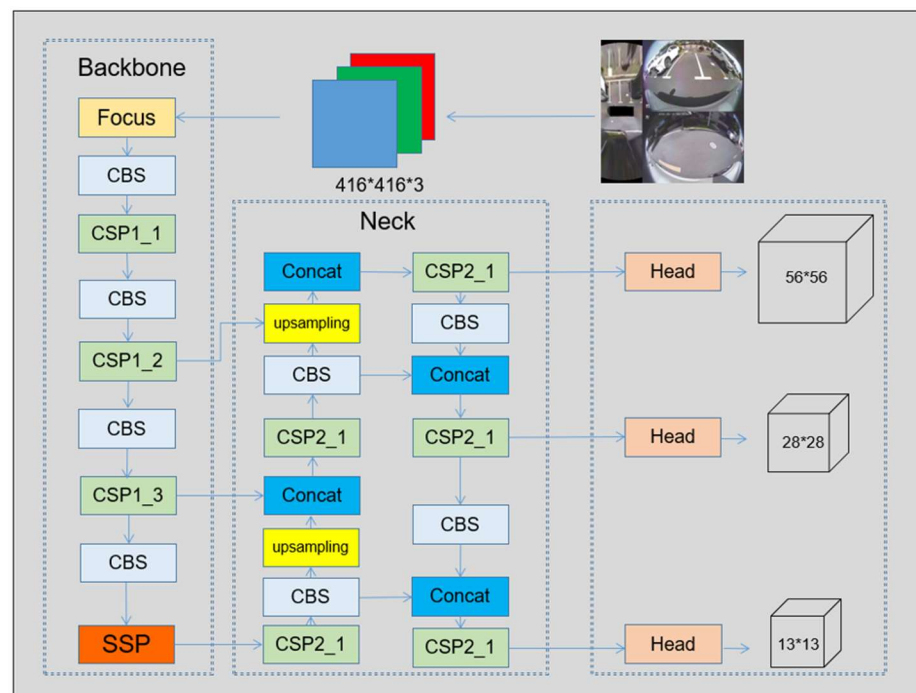 Backbone
Focus
CBS
CSP1_1
CBS
CSP1_2
CBS
CSP1_3
CBS
SSP
416*416*3
Neck
Concat
upsampling
CBS
CSP2_1
Concat
upsampling
CBS
CSP2_1
CSP2_1
CBS
Concat
CSP2_1
CBS
Concat
CSP2_1
Head
56*56
Head
28*28
Head
13*13